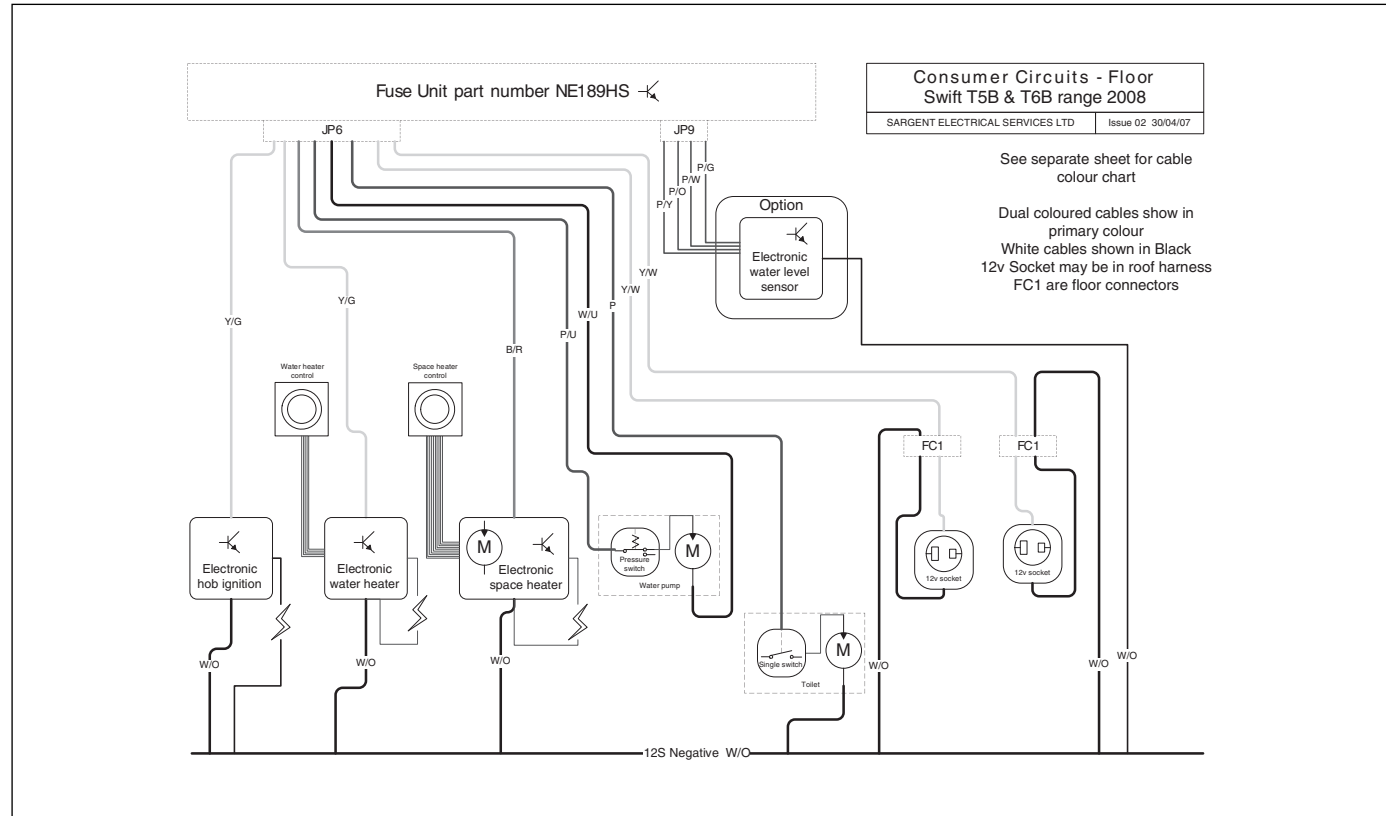 Fuse Unit part number NE189HS
JP6
JP9
Consumer Circuits - Floor
Swift T5B & T6B range 2008
SARGENT ELECTRICAL SERVICES LTD
Issue 02 30/04/07
See separate sheet for cable
colour chart
Dual coloured cables show in
primary colour
White cables shown in Black
12v Socket may be in roof harness
FC1 are floor connectors
P/G
P/W
P/O
P/Y
Option
Electronic
water level
sensor
Y/W
Y/W
P
W/U
P/U
B/R
Y/G
Y/G
Water heater
control
Space heater
control
FC1
FC1
Electronic
hob ignition
Electronic
water heater
M
Electronic
space heater
Pressure
switch
M
Water pump
12v socket
12v socket
Single switch
M
Toilet
W/O
W/O
W/O
W/O
W/O
W/O
12S Negative W/O